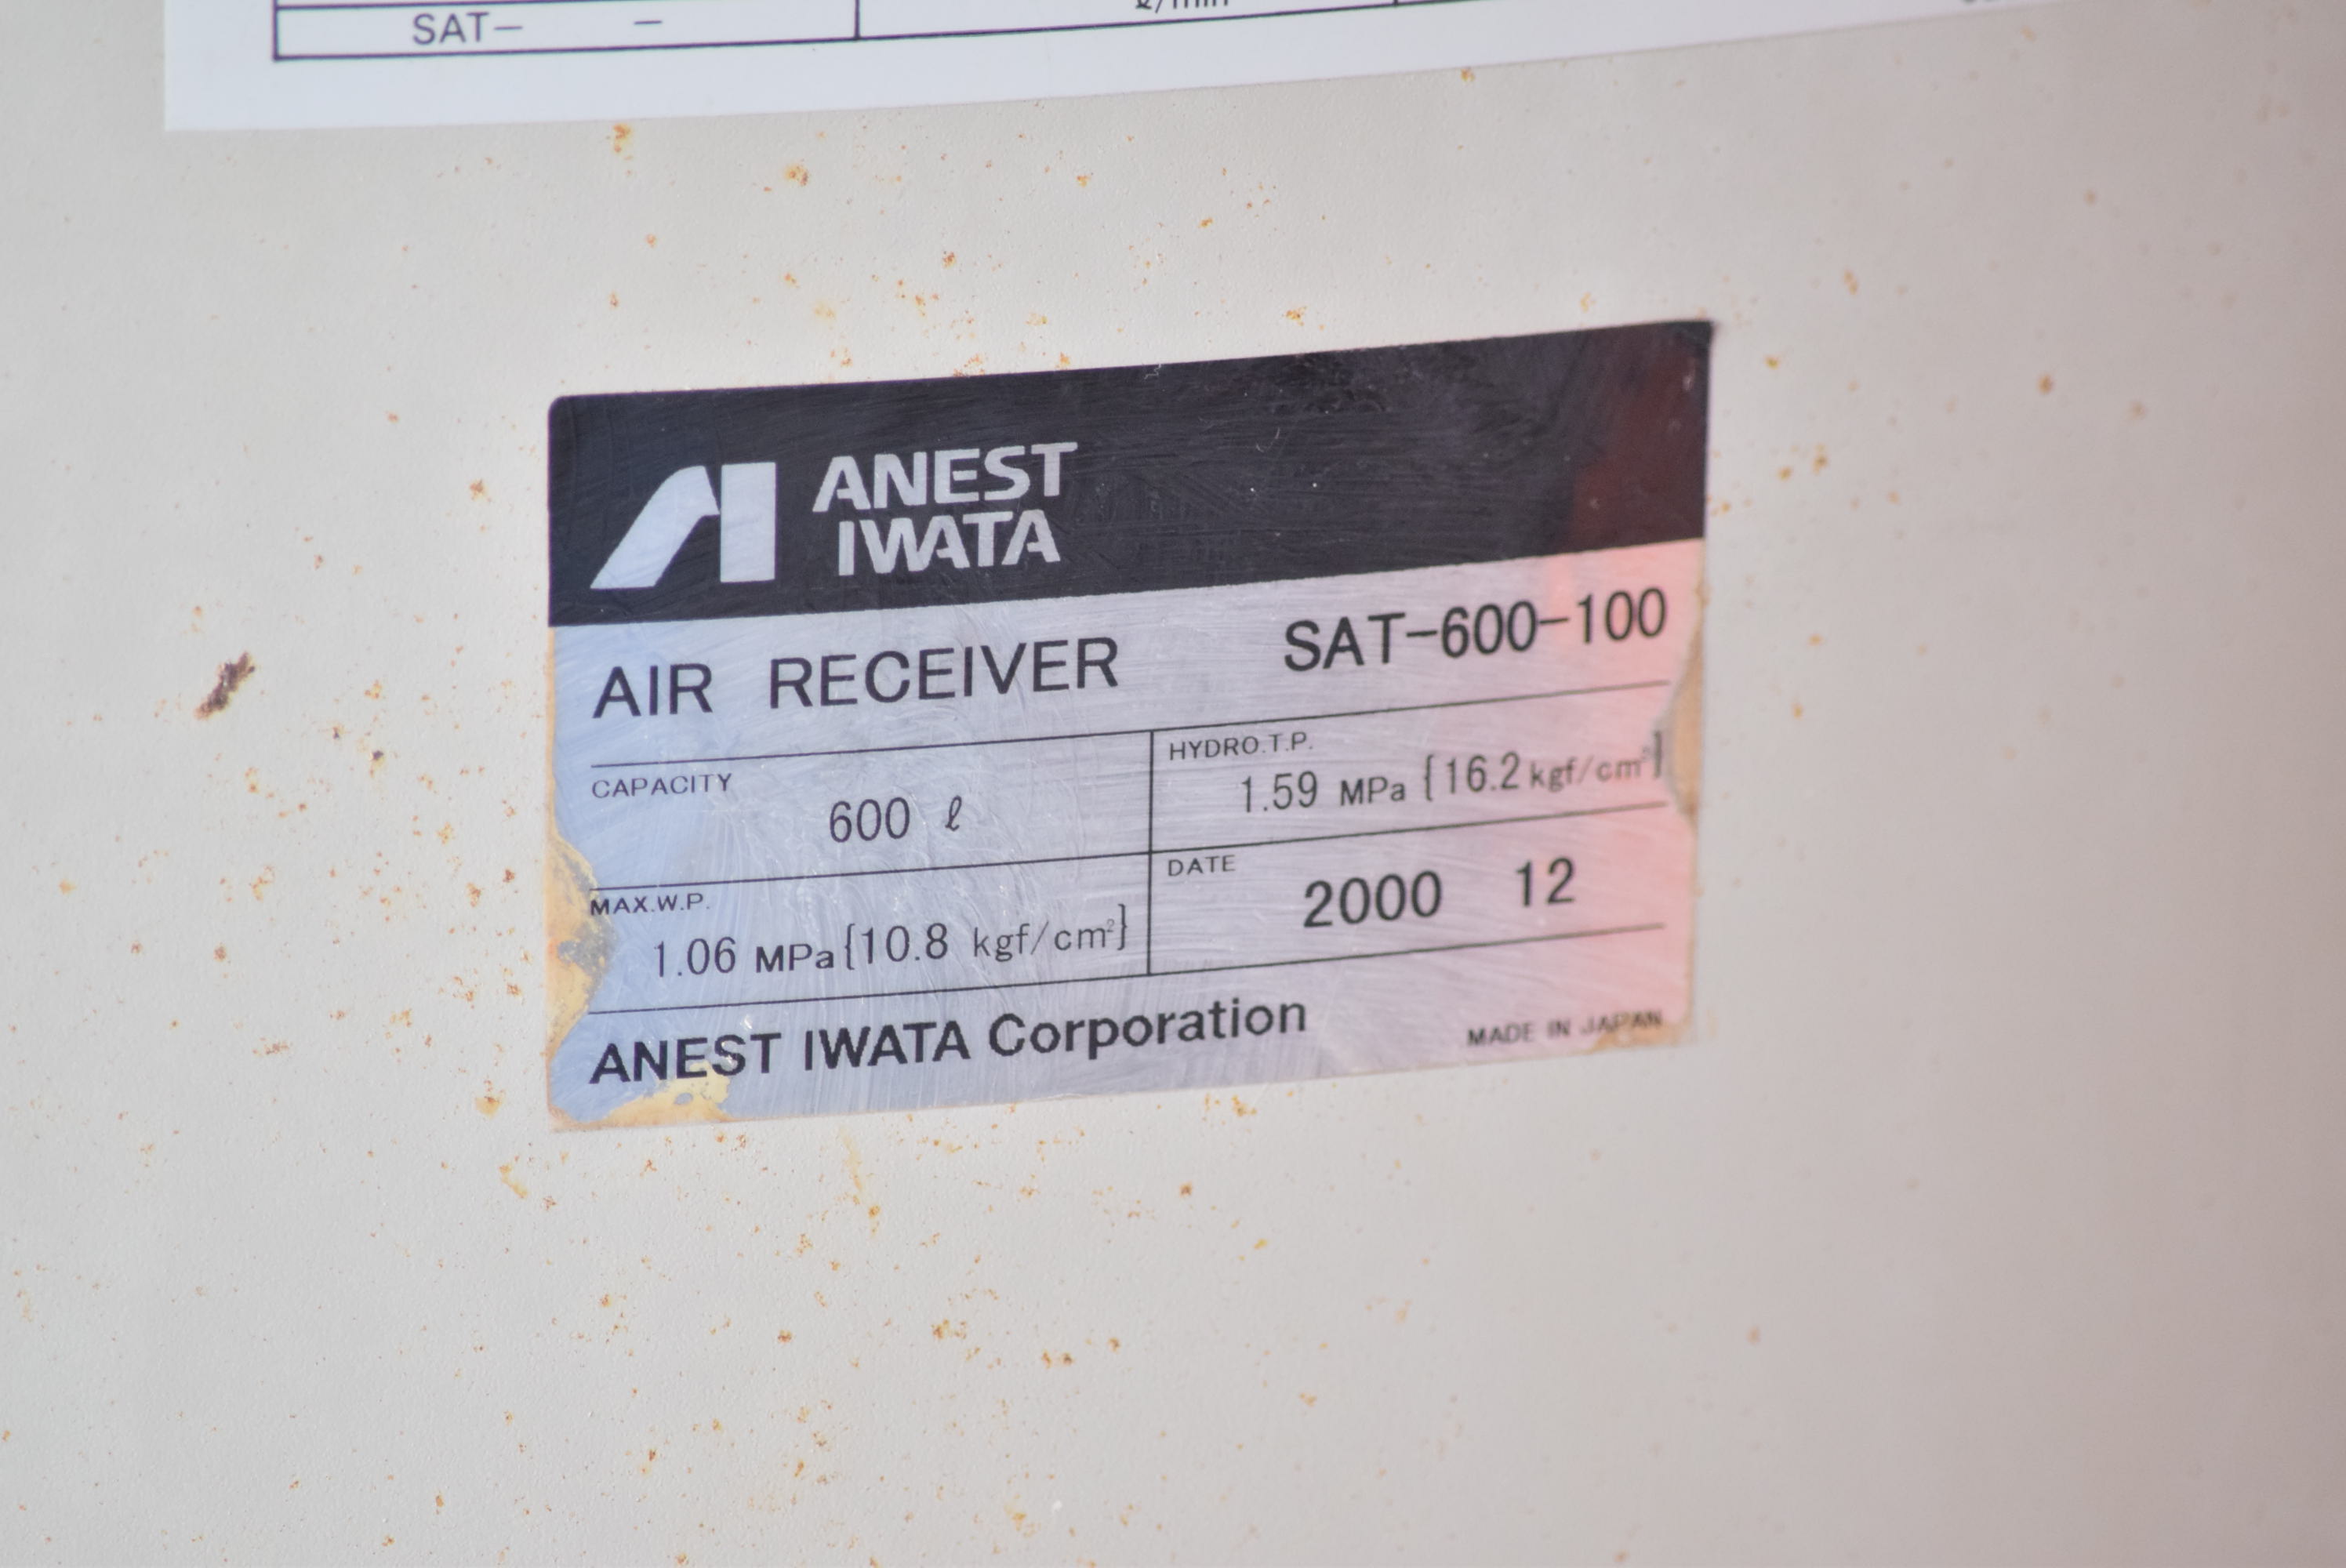 SAT-    -
ℓ/min
ANEST
IWATA
AIR RECEIVER SAT-600-100
CAPACITY
600 ℓ
HYDRO.T.P.
1.59 MPa {16.2 kgf/cm²}
MAX.W.P.
1.06 MPa {10.8 kgf/cm²}
DATE
2000 12
ANEST IWATA Corporation
MADE IN JAPAN